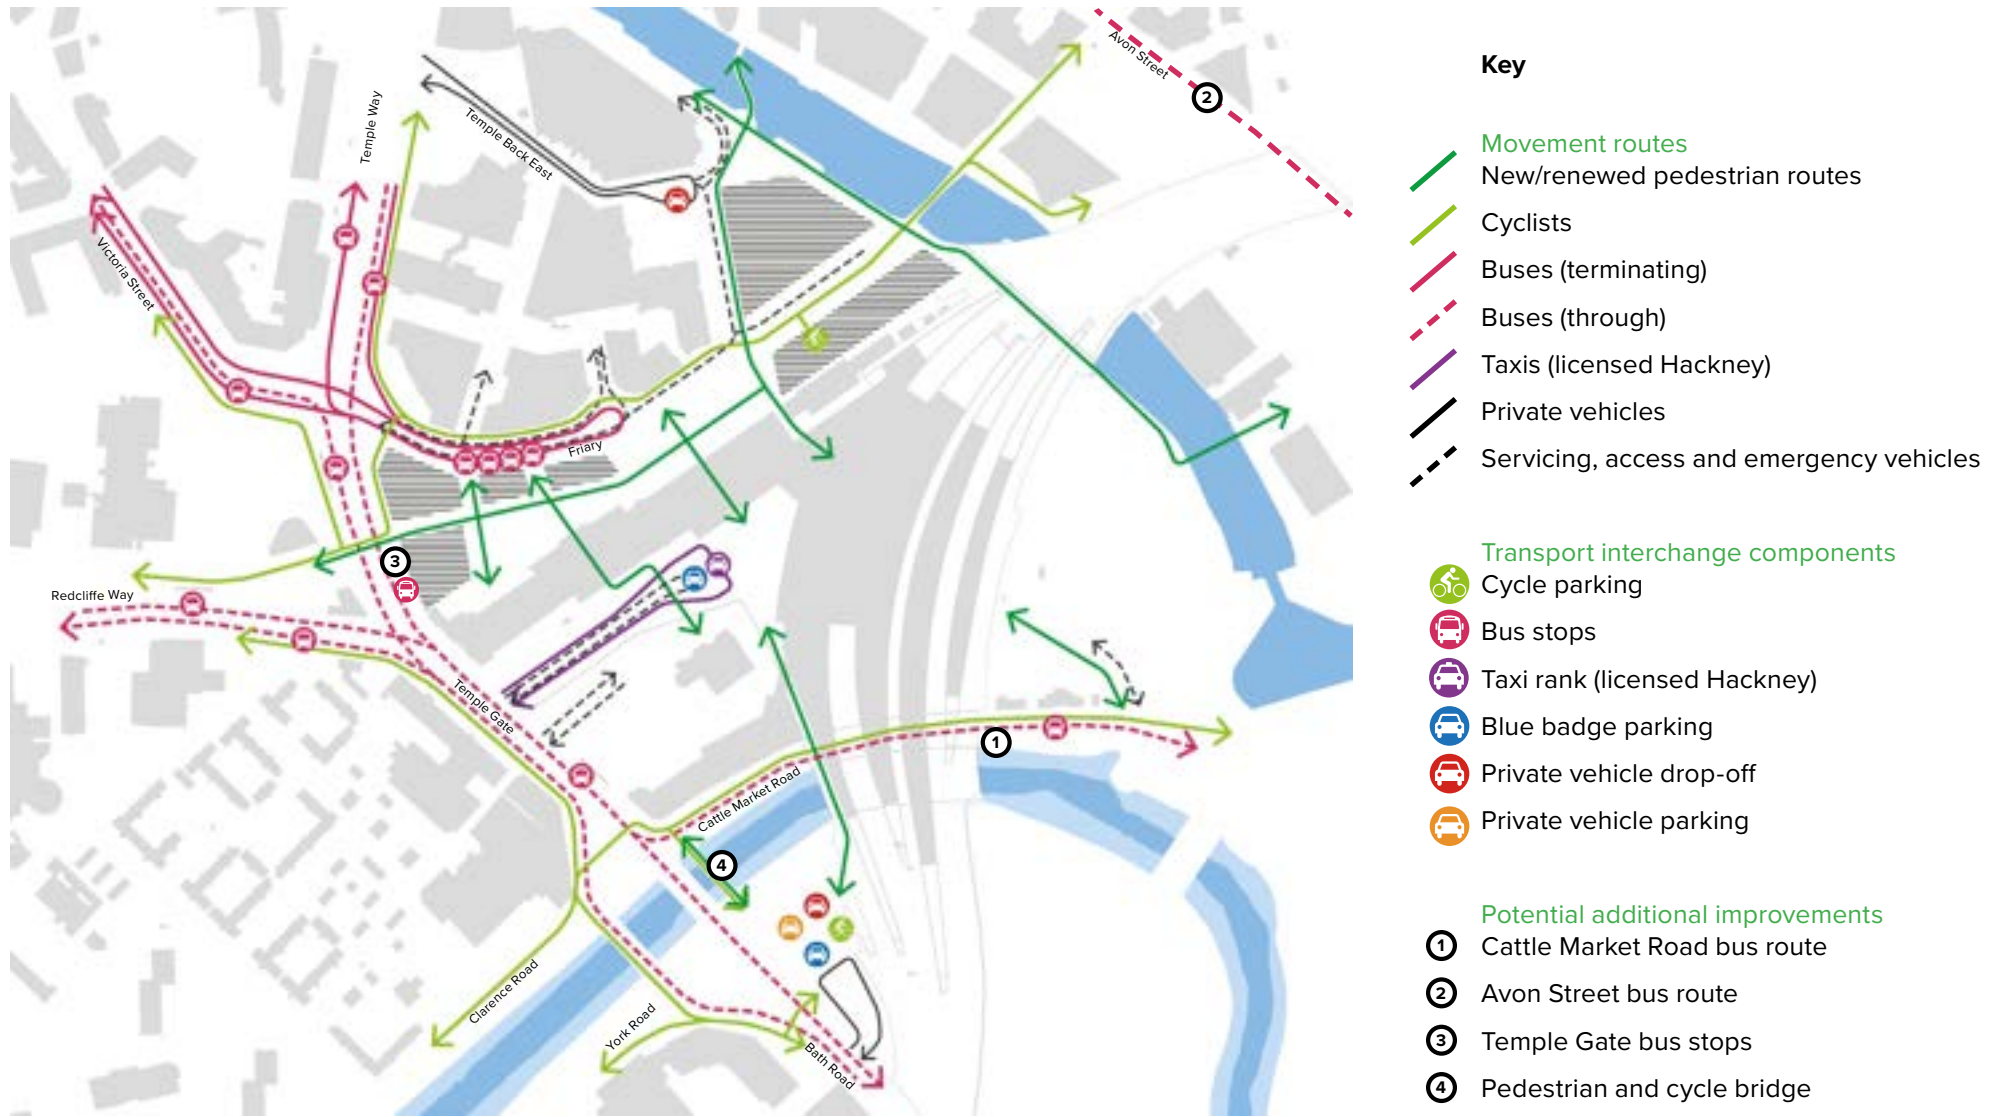 Avon Street
2
Temple Way
Temple Back East
Victoria Street
Friary
3
Redcliffe Way
Temple Gate
1
Cattle Market Road
4
Clarence Road
York Road
Bath Road
Key
Movement routes
New/renewed pedestrian routes
Cyclists
Buses (terminating)
Buses (through)
Taxis (licensed Hackney)
Private vehicles
Servicing, access and emergency vehicles
Transport interchange components
Cycle parking
Bus stops
Taxi rank (licensed Hackney)
Blue badge parking
Private vehicle drop-off
Private vehicle parking
Potential additional improvements
1 Cattle Market Road bus route
2 Avon Street bus route
3 Temple Gate bus stops
4 Pedestrian and cycle bridge